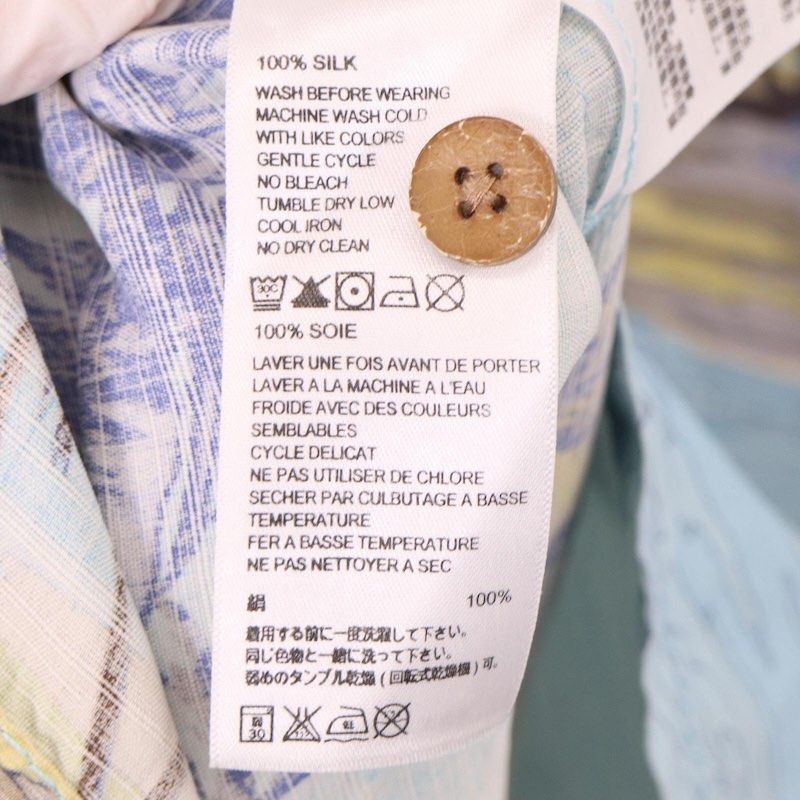 100% SILK
WASH BEFORE WEARING
MACHINE WASH COLD
WITH LIKE COLORS
GENTLE CYCLE
NO BLEACH
TUMBLE DRY LOW
COOL IRON
NO DRY CLEAN
30C
100% SOIE
LAVER UNE FOIS AVANT DE PORTER
LAVER A LA MACHINE A L'EAU
FROIDE AVEC DES COULEURS
SEMBLABLES
CYCLE DELICAT
NE PAS UTILISER DE CHLORE
SECHER PAR CULBUTAGE A BASSE
TEMPERATURE
FER A BASSE TEMPERATURE
NE PAS NETTOYER A SEC
絹 100%
着用する前に一度洗濯して下さい。
同じ色物と一緒に洗って下さい。
弱めのタンブル乾燥(回転式乾燥機)可。
30